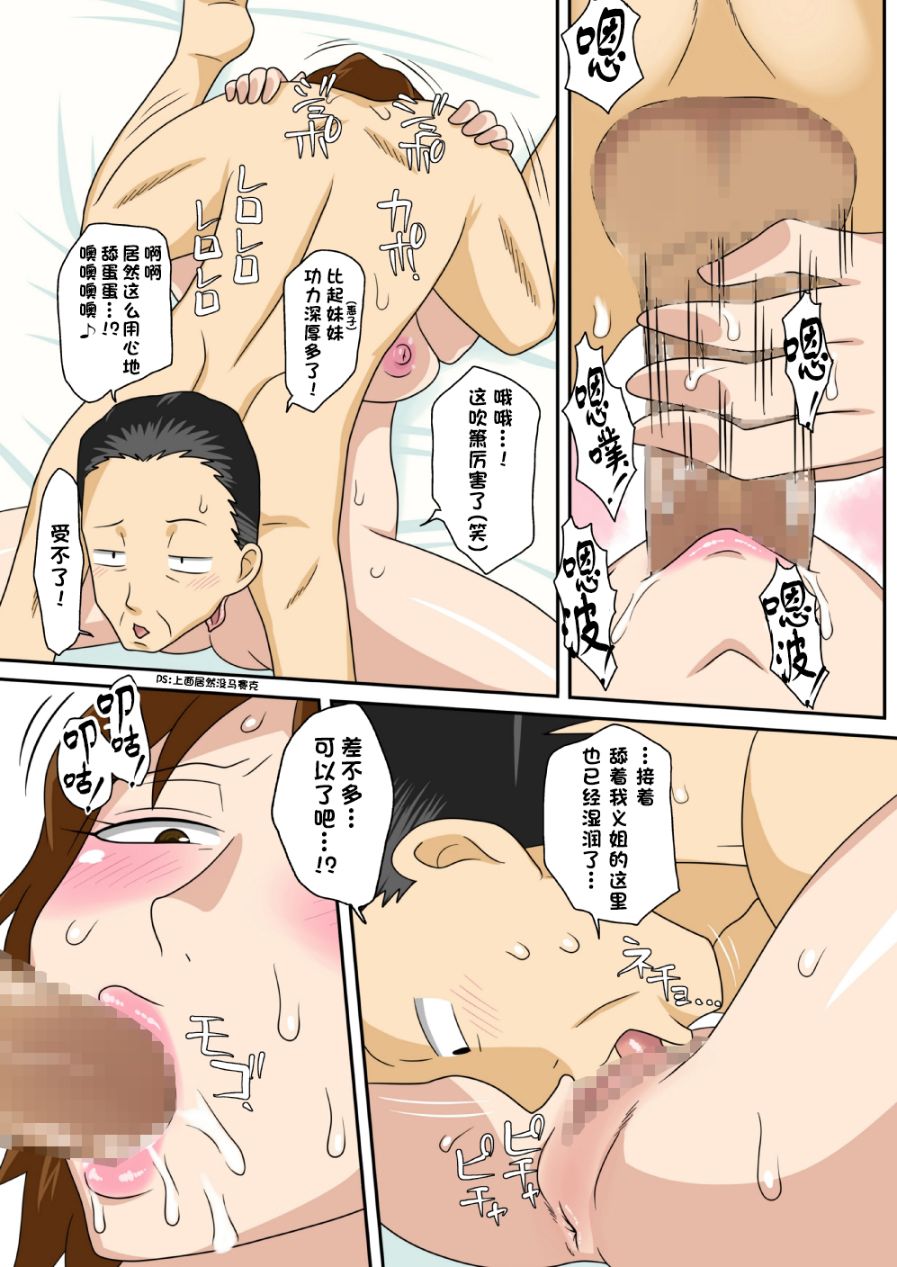 嗯
嗯!
嗯噗!
嗯波
嗯波
哦哦…!
这吹箫厉害了(笑)
比起妹妹
(惠子)
功力深厚多了!
啊啊
居然这么用心地
舔蛋蛋…!?
噢噢噢噢♪
受不了!
ジュポ
ジュポ
カポ
レロレロ
レロレロ
PS:上面居然没马赛克
…接着
舔着我义姐的这里
也已经湿润了…
ネチョ…
ピチャ
ピチャ
差不多…
可以了吧…!?
叩咕!
叩咕!
モゴ